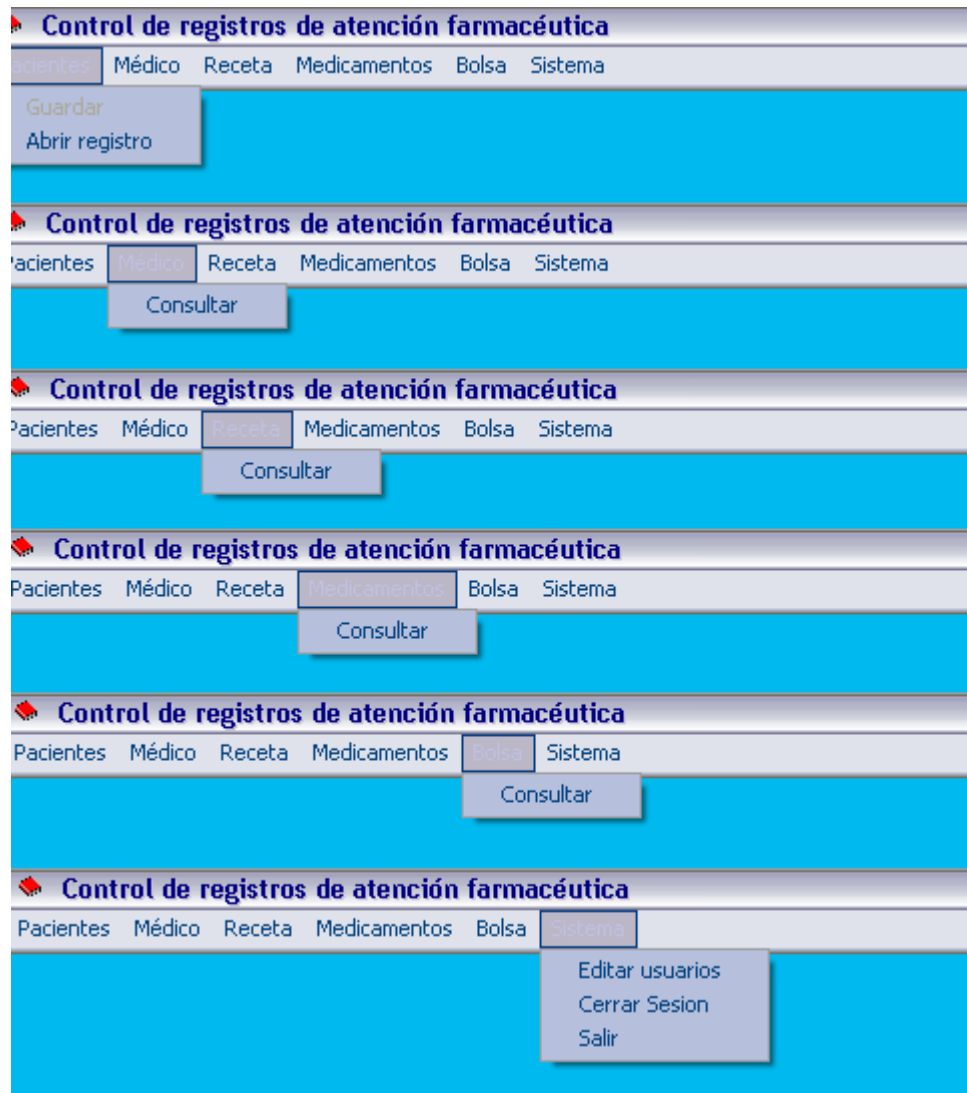 Control de registros de atención farmacéutica
acientes Médico Receta Medicamentos Bolsa Sistema
Guardar
Abrir registro
Control de registros de atención farmacéutica
Pacientes Médico Receta Medicamentos Bolsa Sistema
Consultar
Control de registros de atención farmacéutica
Pacientes Médico Receta Medicamentos Bolsa Sistema
Consultar
Control de registros de atención farmacéutica
Pacientes Médico Receta Medicamentos Bolsa Sistema
Consultar
Control de registros de atención farmacéutica
Pacientes Médico Receta Medicamentos Bolsa Sistema
Consultar
Control de registros de atención farmacéutica
Pacientes Médico Receta Medicamentos Bolsa Sistema
Editar usuarios
Cerrar Sesion
Salir